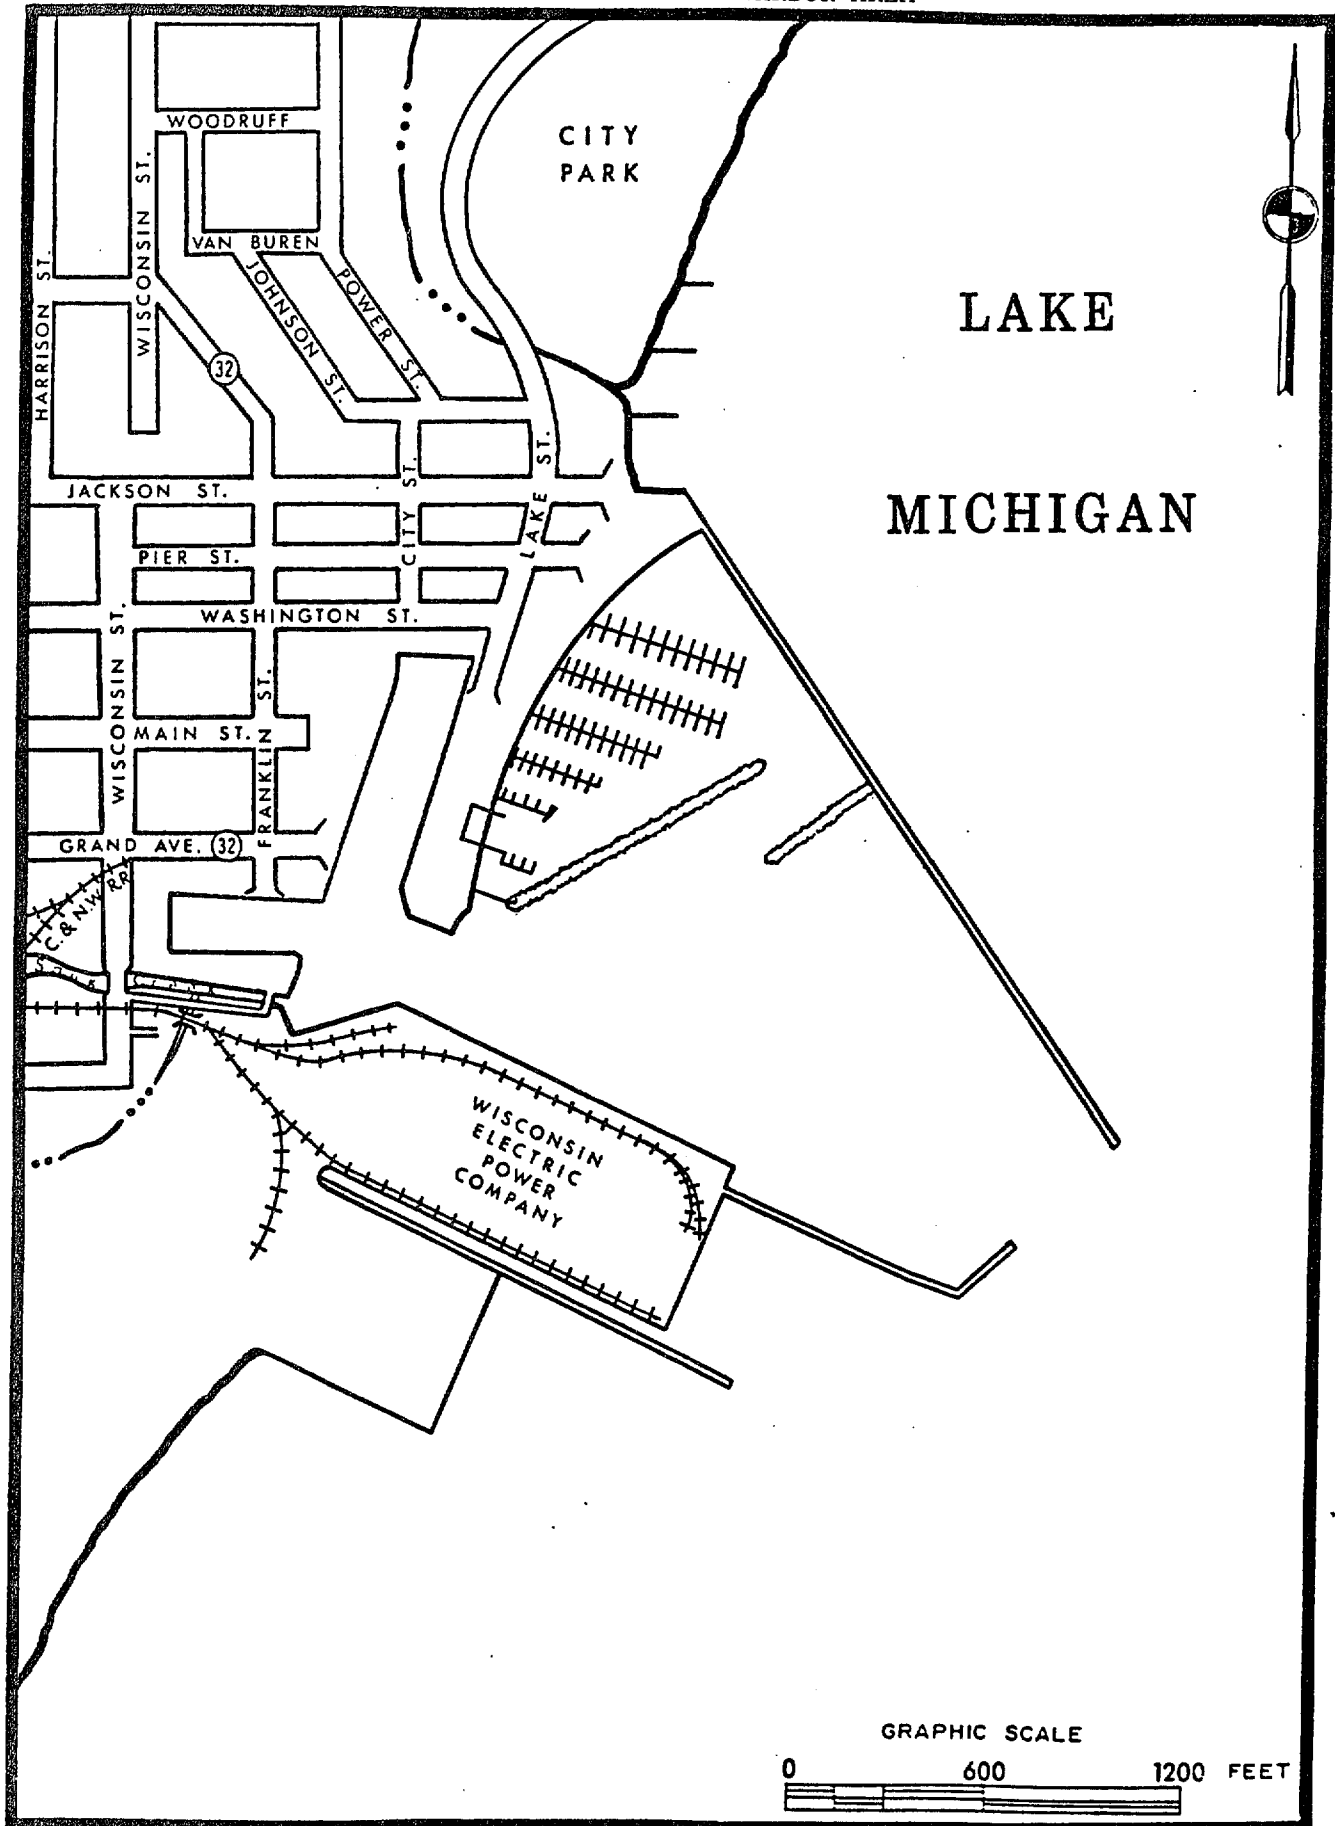 WOODRUFF
CITY
PARK
WISCONSIN ST.
VAN BUREN
HARRISON ST.
JOHNSON ST.
POWER ST.
LAKE
32
MICHIGAN
JACKSON ST.
CITY ST.
LAKE ST.
PIER ST.
WASHINGTON ST.
WISCONSIN ST.
MAIN ST.
FRANKLIN ST.
GRAND AVE. 32
C. & N.W. R.R.
WISCONSIN
ELECTRIC
POWER
COMPANY
GRAPHIC SCALE
0 600 1200 FEET